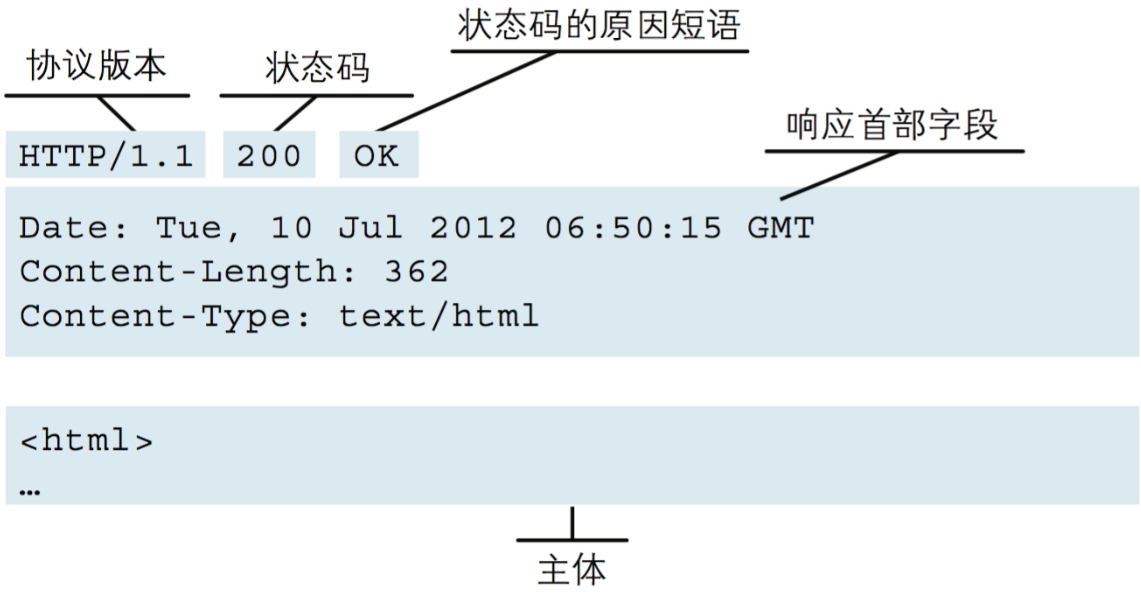 状态码的原因短语
协议版本 状态码
响应首部字段
HTTP/1.1 200 OK
Date: Tue, 10 Jul 2012 06:50:15 GMT
Content-Length: 362
Content-Type: text/html
<html>
…
主体